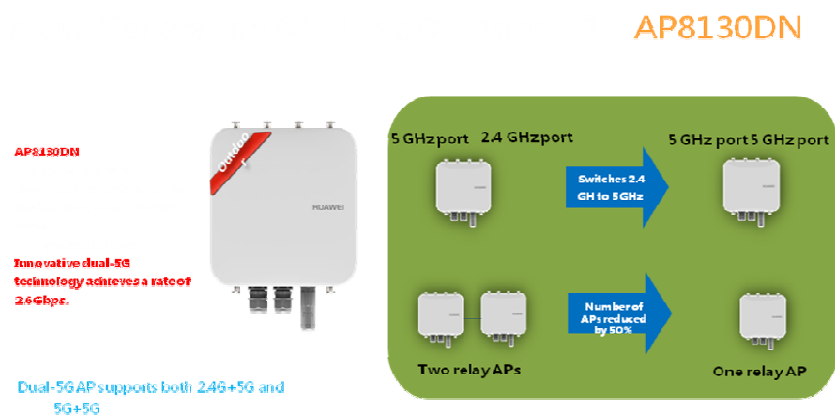 AP8130DN
AP8130DN
Outdoo
r
HUAWEI
Innovative dual-5G
technology achieves a rate of
2.6Gbps.
Dual-5G AP supports both 2.4G+5G and
5G+5G
5 GHz port 2.4 GHz port
5 GHz port 5 GHz port
Switches 2.4
GH to 5 GHz
Number of
APs reduced
by 50%
Two relay APs
One relay AP